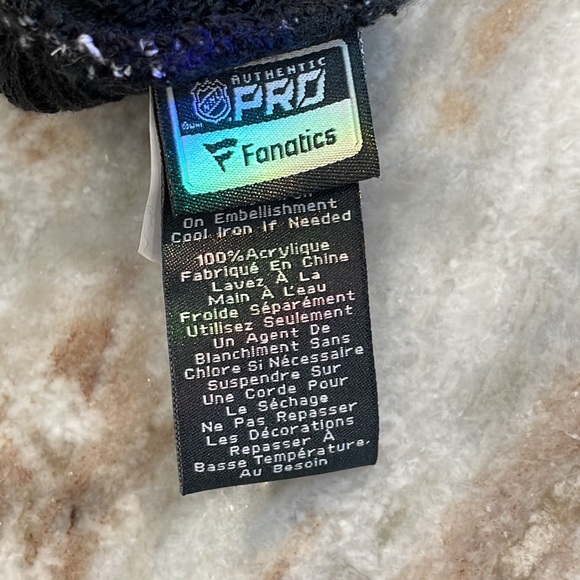 NHL
AUTHENTIC
PRO
Fanatics
On Embellishment
Cool Iron If Needed
100%Acrylique
Fabriqué En Chine
Lavez À La
Main À L'eau
Froide Séparément
Utilisez Seulement
Un Agent De
Blanchiment Sans
Chlore Si Nécessaire
Suspendre Sur
Une Corde Pour
Le Séchage
Ne Pas Repasser
Les Décorations
Repasser À
Basse Température,
Au Besoin